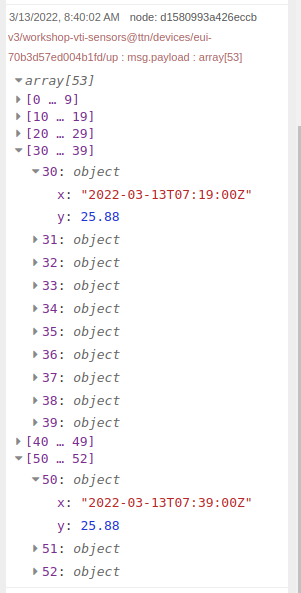 3/13/2022, 8:40:02 AM node: d1580993a426eccb
v3/workshop-vti-sensors@ttn/devices/eui-
70b3d57ed004b1fd/up : msg.payload : array[53]
array[53]
[0 … 9]
[10 … 19]
[20 … 29]
[30 … 39]
30: object
x: "2022-03-13T07:19:00Z"
y: 25.88
31: object
32: object
33: object
34: object
35: object
36: object
37: object
38: object
39: object
[40 … 49]
[50 … 52]
50: object
x: "2022-03-13T07:39:00Z"
y: 25.88
51: object
52: object